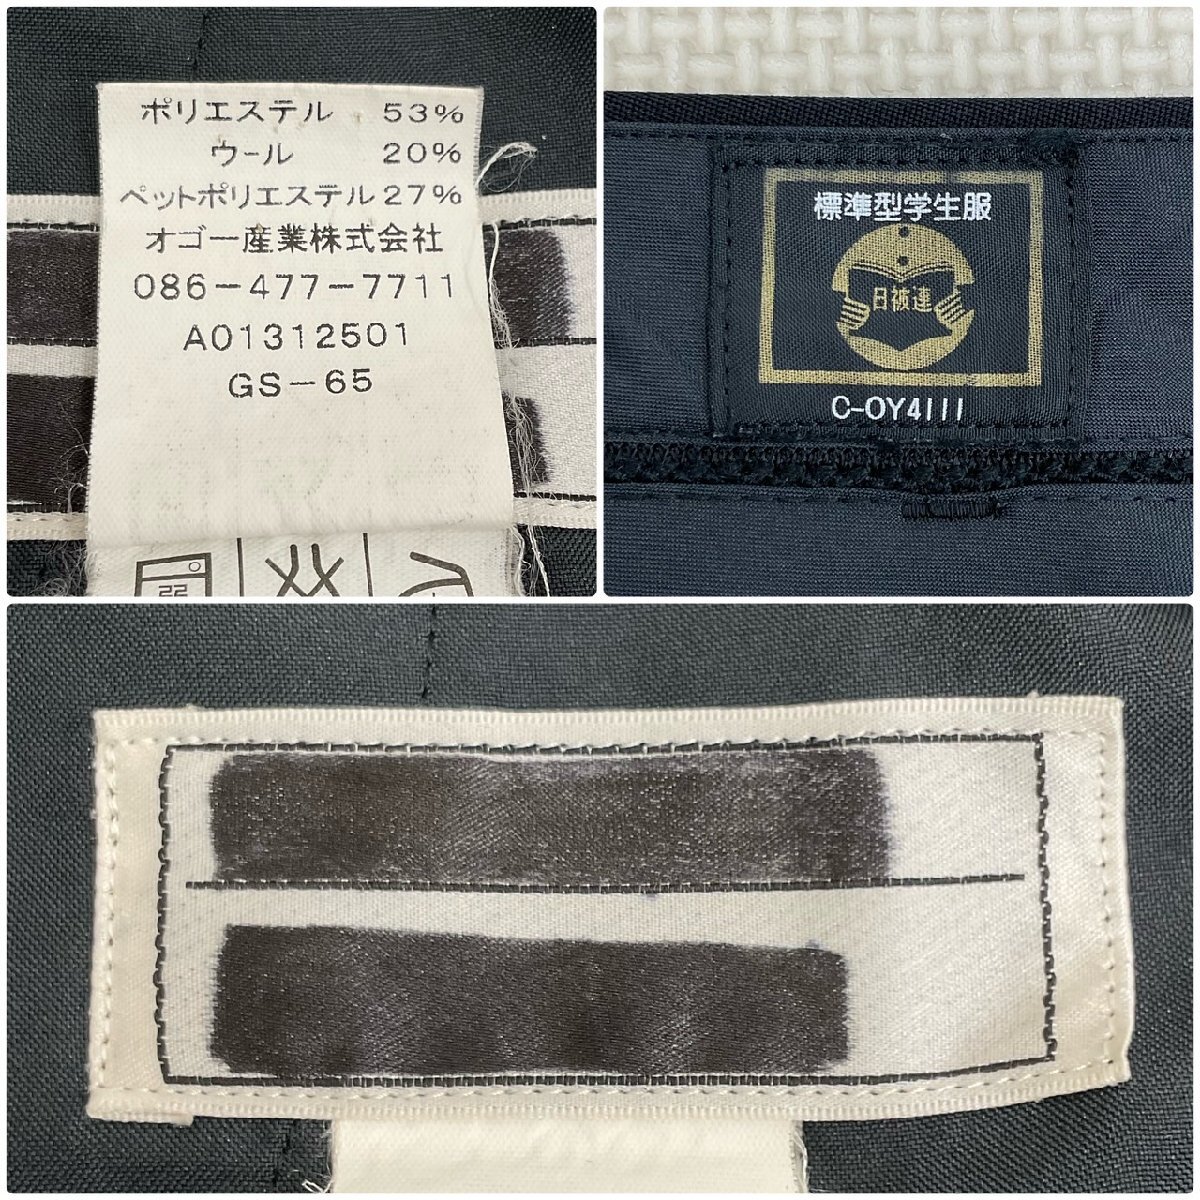 ポリエステル 53%
ウール 20%
ペットポリエステル 27%
オゴー産業株式会社
086-477-7711
A01312501
GS-65
標準型学生服
日被連
C-OY4111